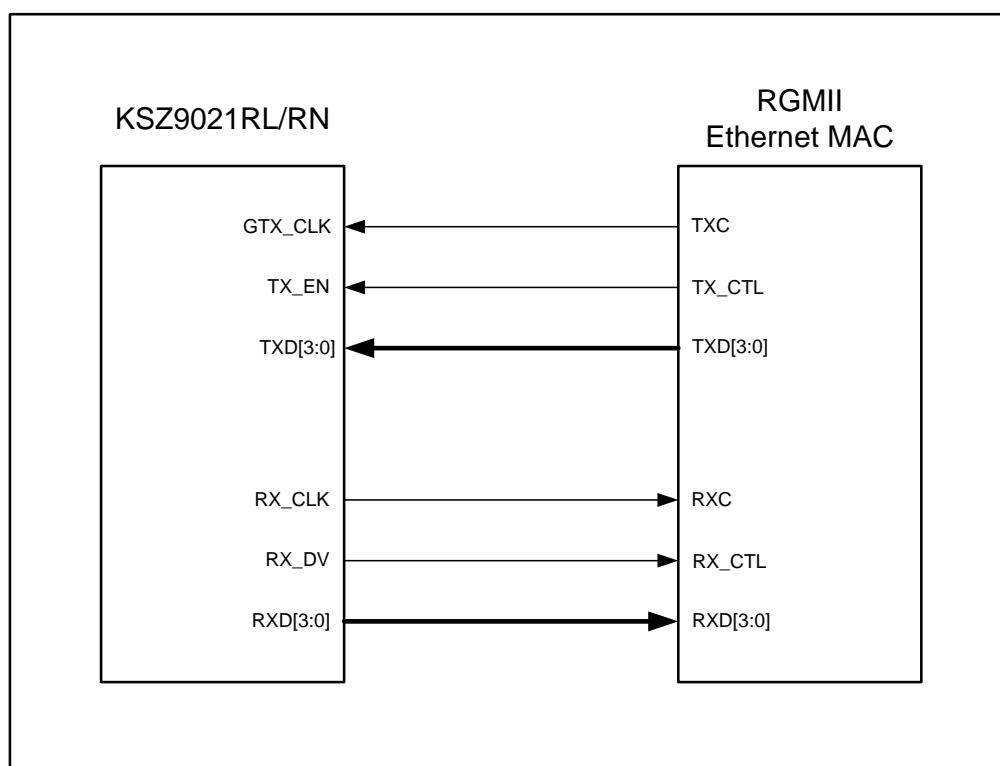 KSZ9021RL/RN
RGMII
Ethernet MAC
GTX_CLK
TXC
TX_EN
TX_CTL
TXD[3:0]
TXD[3:0]
RX_CLK
RXC
RX_DV
RX_CTL
RXD[3:0]
RXD[3:0]